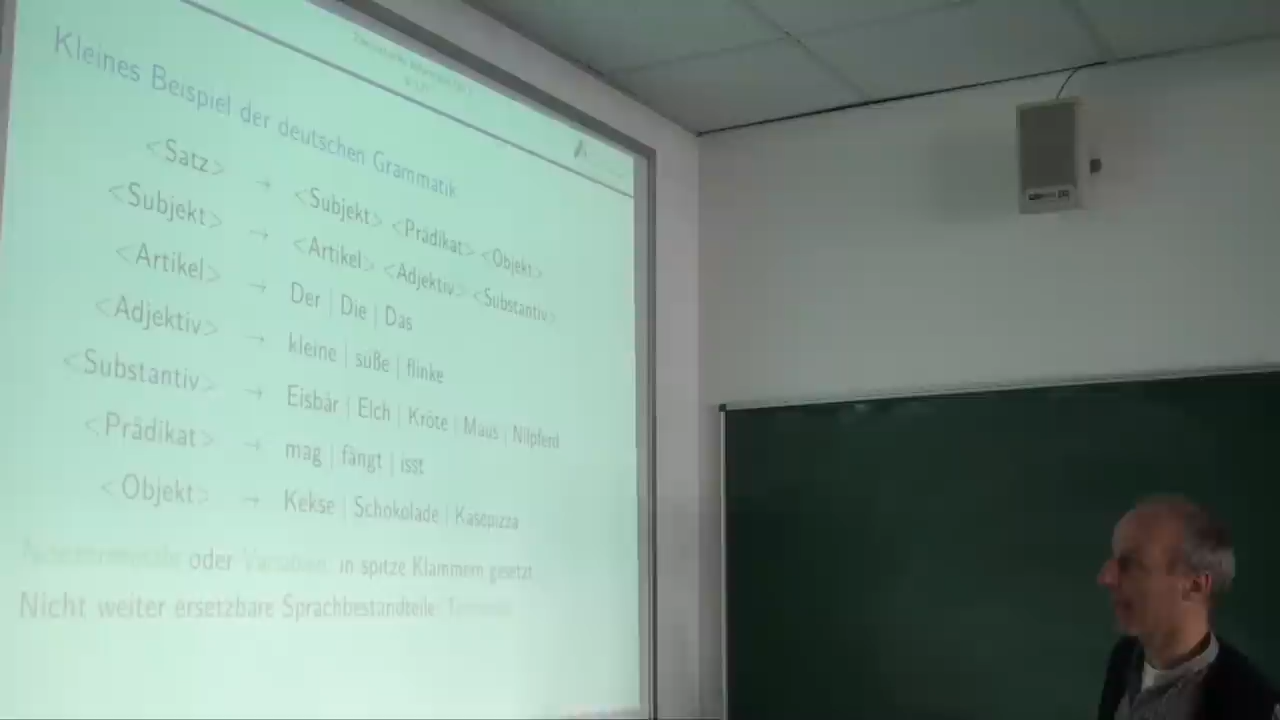 Kleines Beispiel der deutschen Grammatik
<Satz> → <Subjekt> <Prädikat> <Objekt>
<Subjekt> → <Artikel> <Adjektiv> <Substantiv>
<Artikel> → Der | Die | Das
<Adjektiv> → kleine | süße | flinke
<Substantiv> → Eisbär | Elch | Kröte | Maus | Nilpferd
<Prädikat> → mag | fängt | isst
<Objekt> → Kekse | Schokolade | Käsepizza
oder Variablen in spitze Klammern gesetzt
Nicht weiter ersetzbare Sprachbestandteile